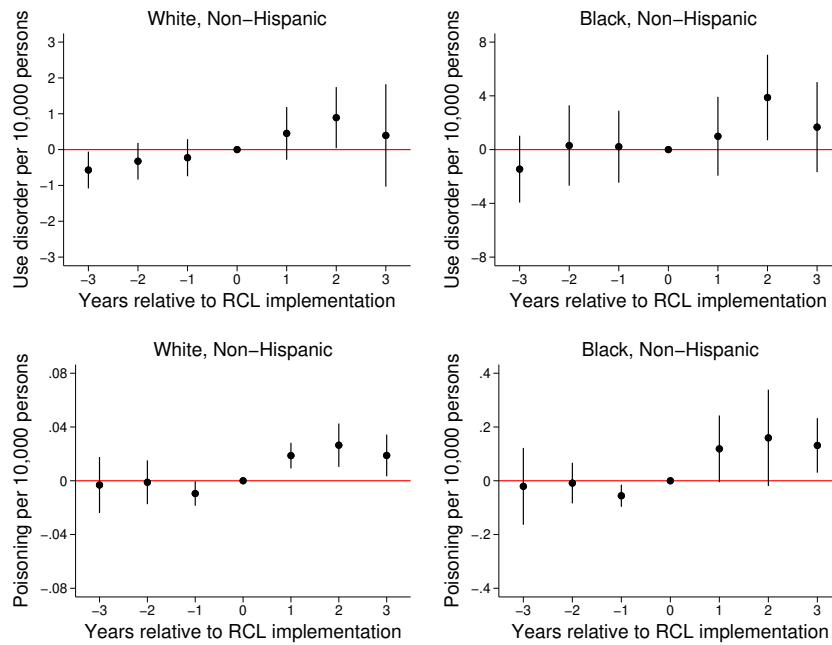 White, Non−Hispanic
Use disorder per 10,000 persons
3
2
1
0
−1
−2
−3
−3 −2 −1 0 1 2 3
Years relative to RCL implementation
Black, Non−Hispanic
Use disorder per 10,000 persons
8
4
0
−4
−8
−3 −2 −1 0 1 2 3
Years relative to RCL implementation
White, Non−Hispanic
Poisoning per 10,000 persons
.08
.04
0
−.04
−.08
−3 −2 −1 0 1 2 3
Years relative to RCL implementation
Black, Non−Hispanic
Poisoning per 10,000 persons
.4
.2
0
−.2
−.4
−3 −2 −1 0 1 2 3
Years relative to RCL implementation